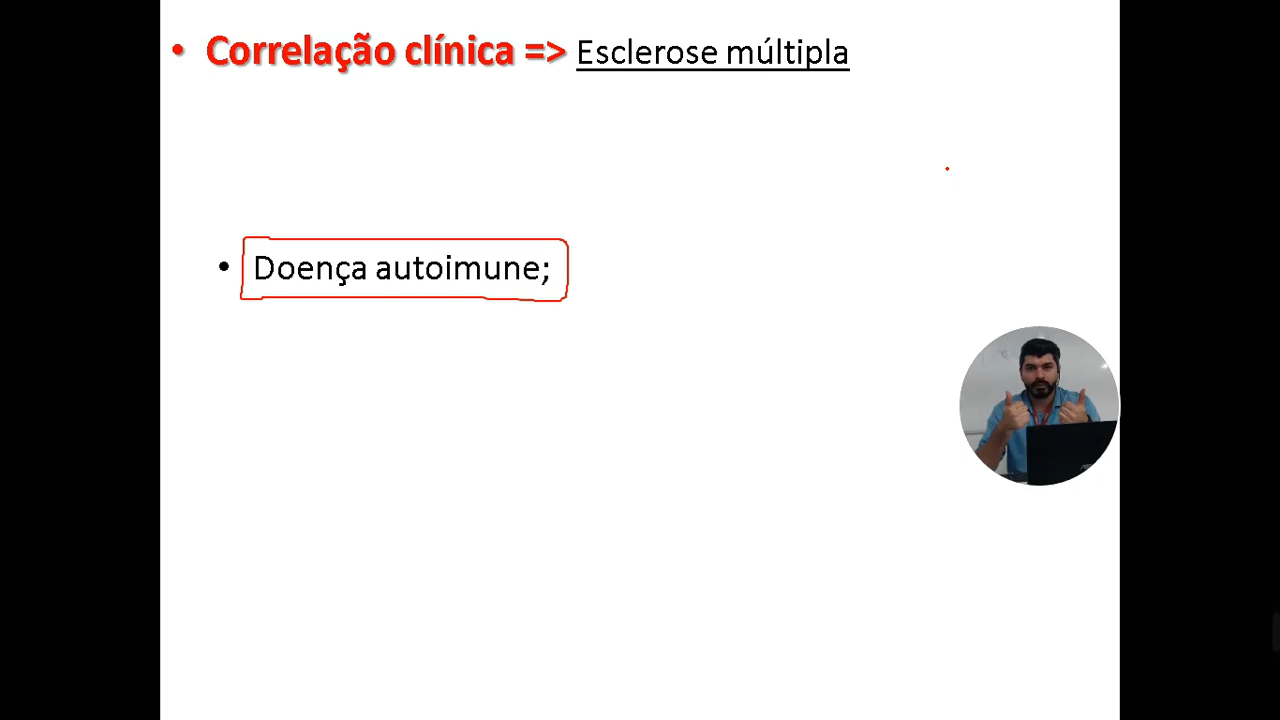 • Correlação clínica => Esclerose múltipla
• Doença autoimune;